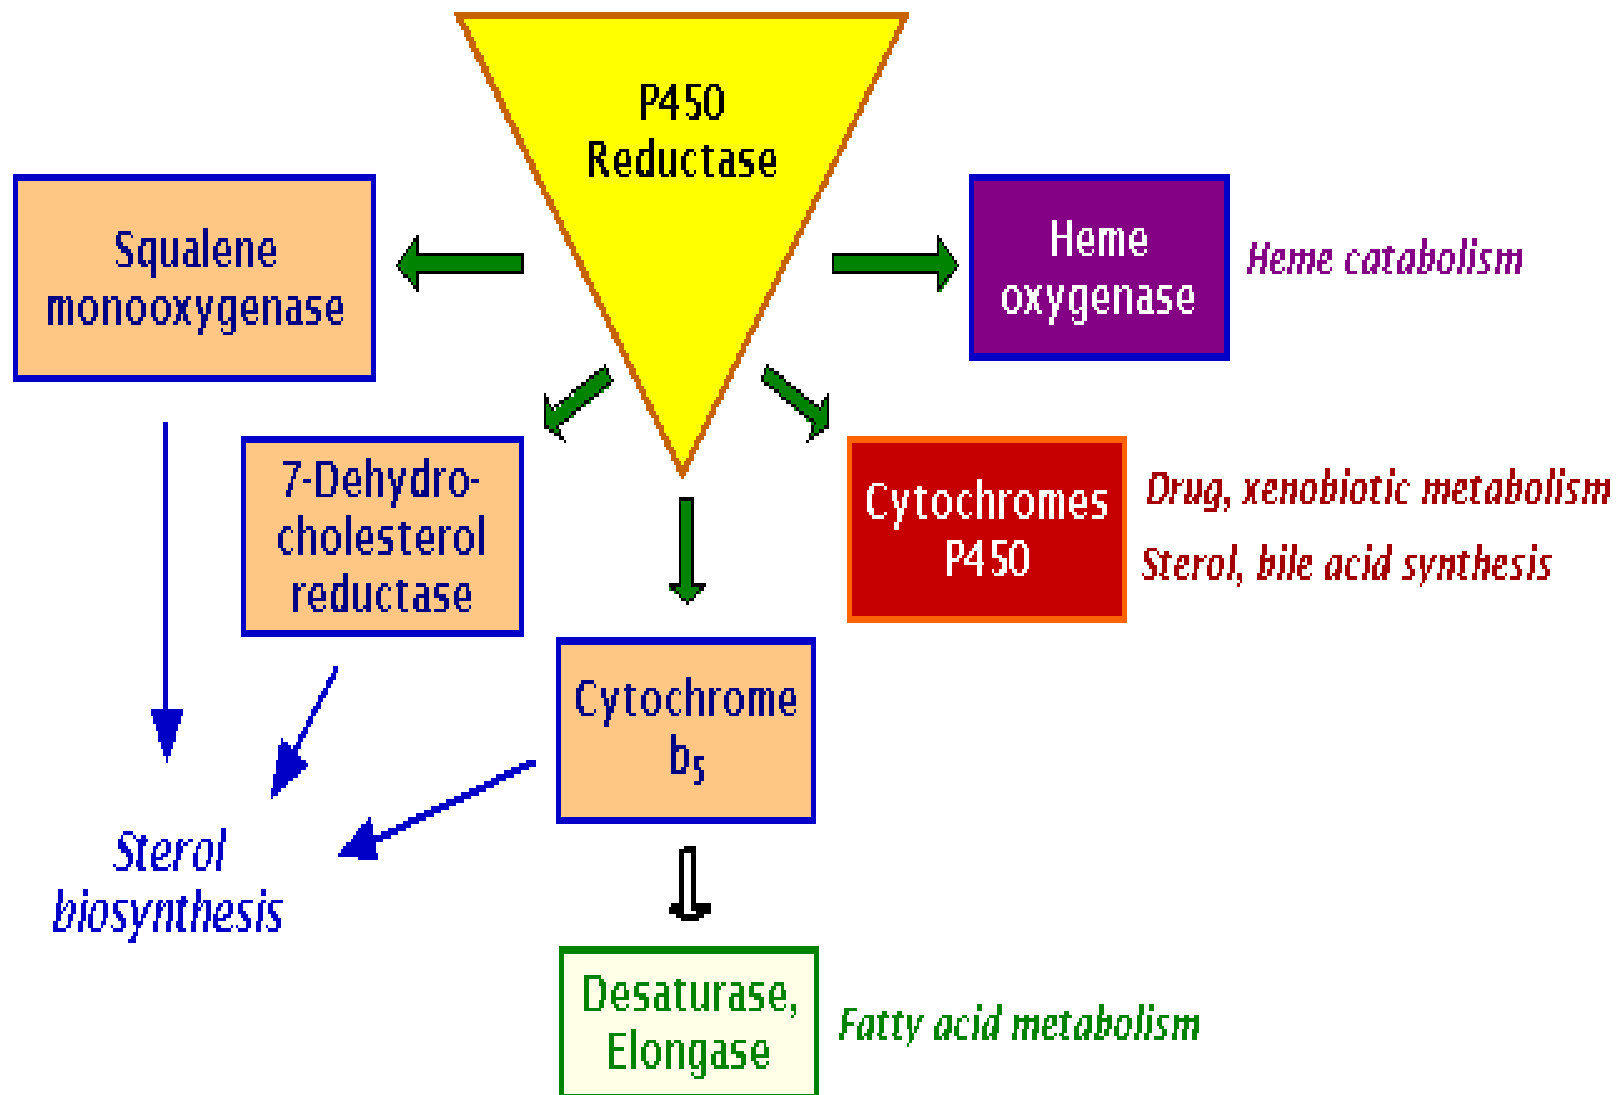 P450
Reductase
Squalene
monooxygenase
Heme
oxygenase
Heme catabolism
7-Dehydro-
cholesterol
reductase
Cytochromes
P450
Drug, xenobiotic metabolism
Sterol, bile acid synthesis
Cytochrome
b₅
Sterol
biosynthesis
Desaturase,
Elongase
Fatty acid metabolism